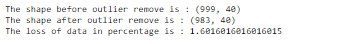 The shape before outlier remove is : (999, 40)
The shape after outlier remove is : (983, 40)
The loss of data in percentage is : 1.6016016016016015